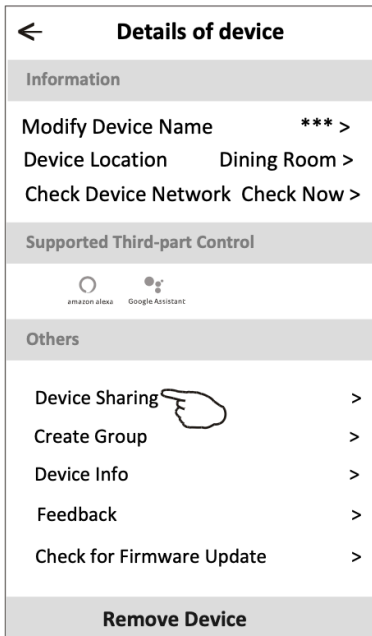 ← Details of device
Information
Modify Device Name *** >
Device Location Dining Room >
Check Device Network Check Now >
Supported Third-part Control
amazon alexa Google Assistant
Others
Device Sharing >
Create Group >
Device Info >
Feedback >
Check for Firmware Update >
Remove Device